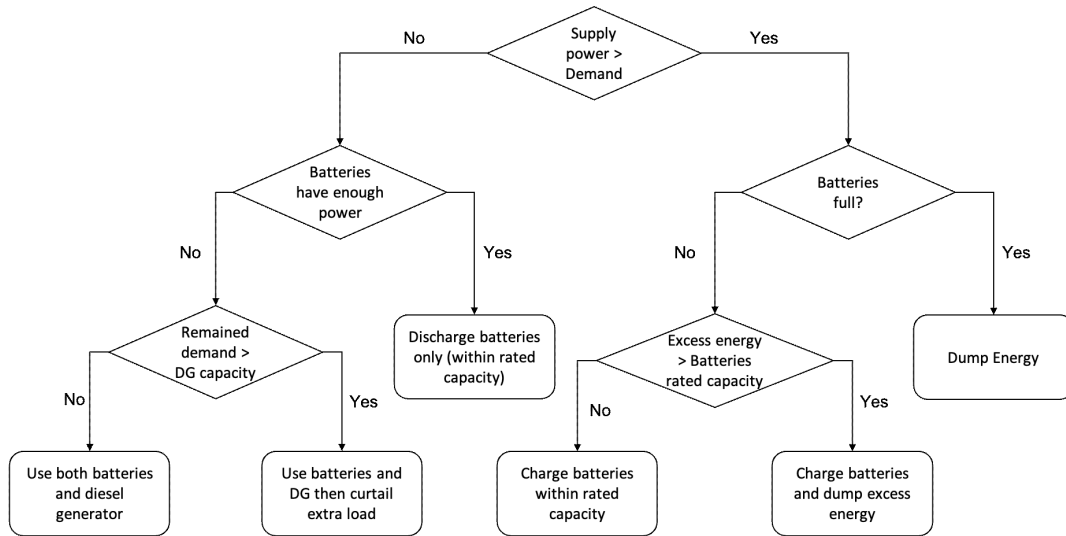 Supply
power >
Demand
No
Yes
Batteries
have enough
power
Batteries
full?
No
Yes
No
Yes
Remained
demand >
DG capacity
Discharge batteries
only (within rated
capacity)
Excess energy
> Batteries
rated capacity
Dump Energy
No
Yes
No
Yes
Use both batteries
and diesel
generator
Use batteries and
DG then curtail
extra load
Charge batteries
within rated
capacity
Charge batteries
and dump excess
energy